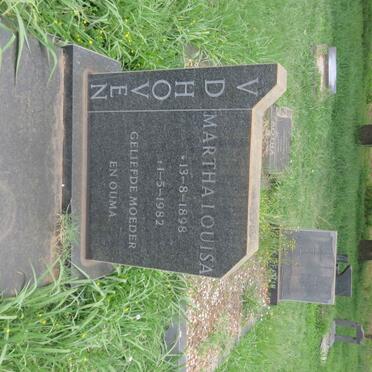 V
D
HOVEN
MARTHA LOUISA
*13-8-1898
†1-5-1982
GELIEFDE MOEDER
EN OUMA